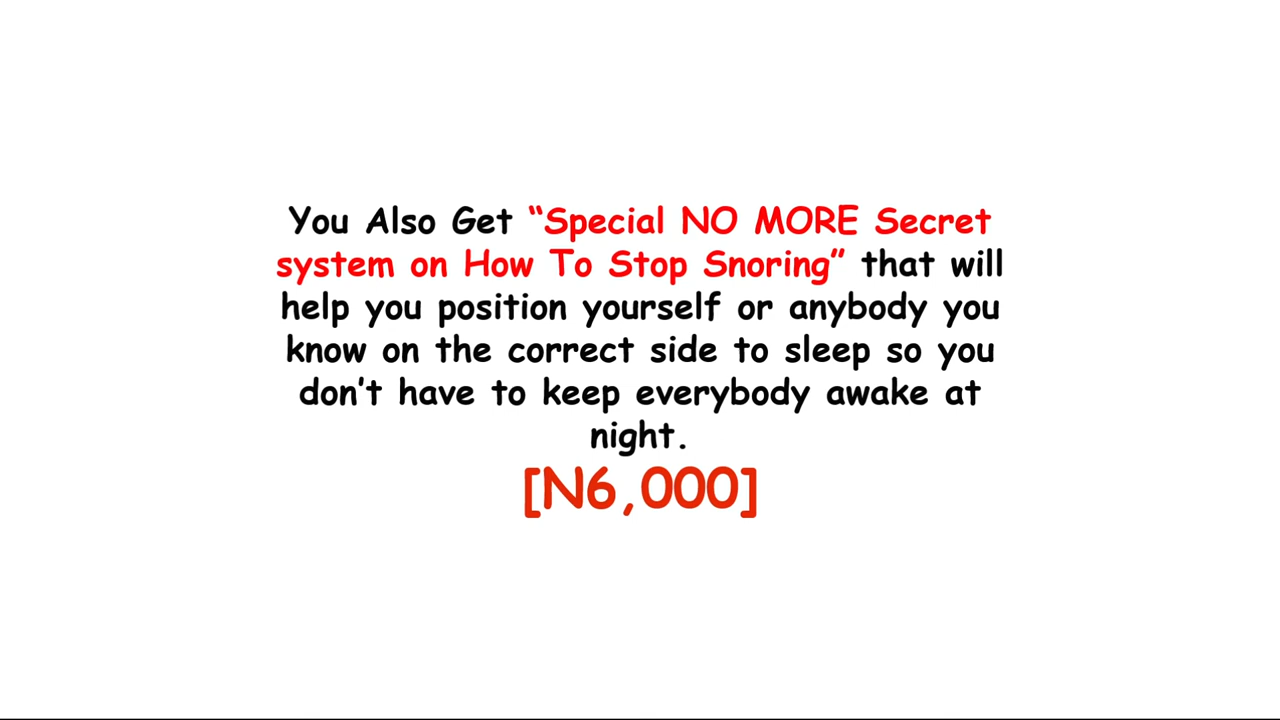 You Also Get “Special NO MORE Secret
system on How To Stop Snoring” that will
help you position yourself or anybody you
know on the correct side to sleep so you
don’t have to keep everybody awake at
night.
[N6,000]